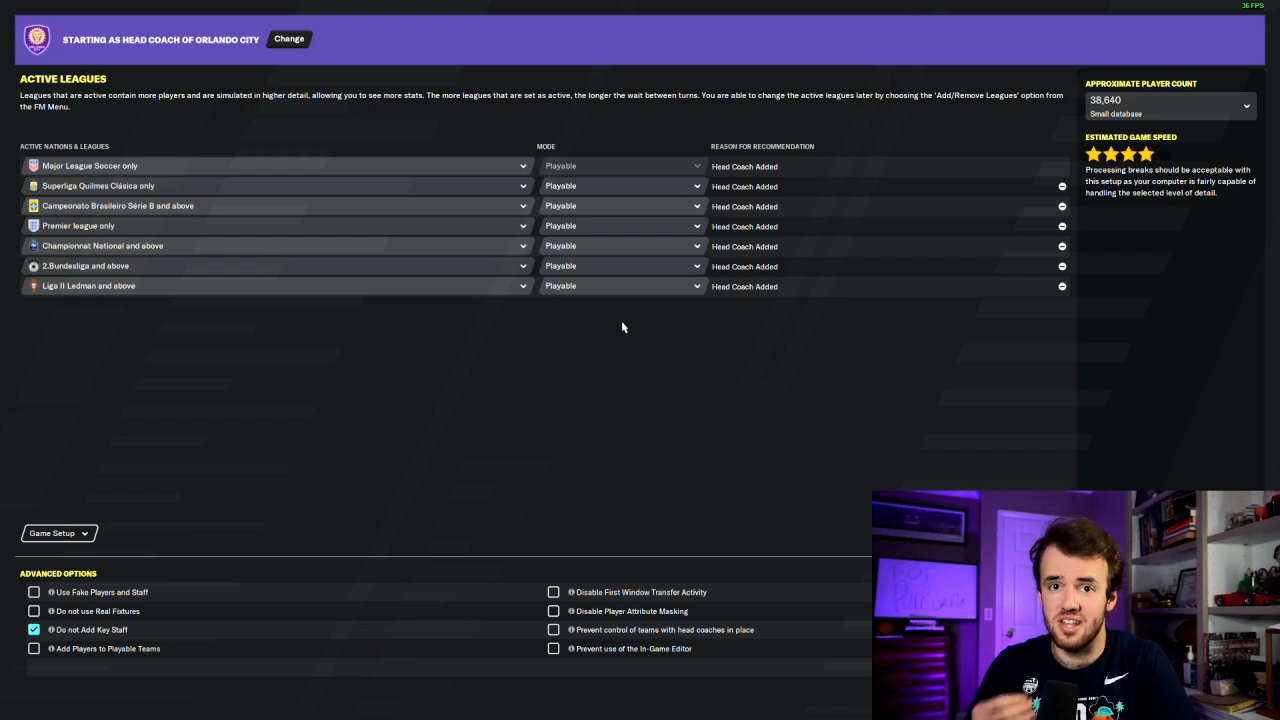 36 FPS
STARTING AS HEAD COACH OF ORLANDO CITY
Change
ACTIVE LEAGUES
Leagues that are active contain more players and are simulated in higher detail, allowing you to see more stats. The more leagues that are set as active, the longer the wait between turns. You are able to change the active leagues later by choosing the 'Add/Remove Leagues' option from
the FM Menu.
ACTIVE NATIONS & LEAGUES MODE REASON FOR RECOMMENDATION
Major League Soccer only Playable Head Coach Added
Superliga Quilmes Clásica only Playable Head Coach Added
Campeonato Brasileiro Série B and above Playable Head Coach Added
Premier league only Playable Head Coach Added
Championnat National and above Playable Head Coach Added
2.Bundesliga and above Playable Head Coach Added
Liga II Ledman and above Playable Head Coach Added
APPROXIMATE PLAYER COUNT
38,640
Small database
ESTIMATED GAME SPEED
Processing breaks should be acceptable with
this setup as your computer is fairly capable of
handling the selected level of detail.
Game Setup
ADVANCED OPTIONS
Use Fake Players and Staff
Do not use Real Fixtures
Do not Add Key Staff
Add Players to Playable Teams
Disable First Window Transfer Activity
Disable Player Attribute Masking
Prevent control of teams with head coaches in place
Prevent use of the In-Game Editor